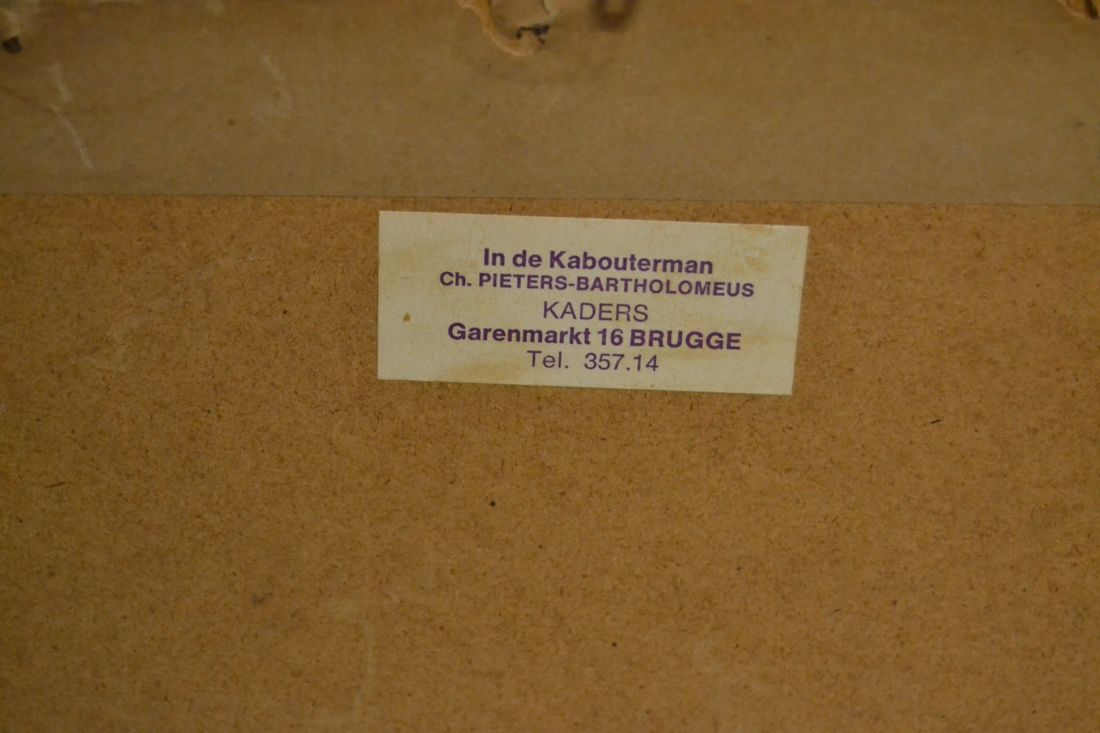 In de Kabouterman
Ch. PIETERS-BARTHOLOMEUS
KADERS
Garenmarkt 16 BRUGGE
Tel. 357.14